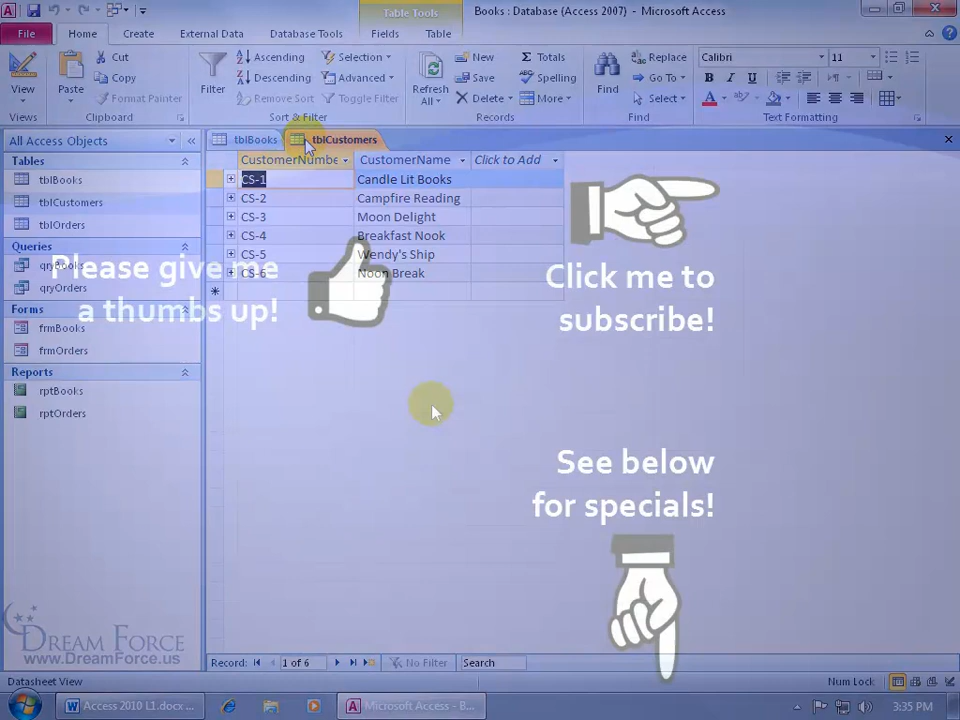 Table Tools
Books : Database (Access 2007) - Microsoft Access
File
Home
Create
External Data
Database Tools
Fields
Table
View
Views
Paste
Cut
Copy
Format Painter
Clipboard
Filter
Ascending
Descending
Remove Sort
Selection
Advanced
Toggle Filter
Sort & Filter
Refresh
All
New
Save
Delete
Totals
Spelling
More
Records
Find
Replace
Go To
Select
Find
Calibri
11
B I U
Text Formatting
All Access Objects
Tables
tblBooks
tblCustomers
tblOrders
Queries
qryBooks
qryOrders
Forms
frmBooks
frmOrders
Reports
rptBooks
rptOrders
tblBooks
tblCustomers
CustomerNumbe
CustomerName
Click to Add
CS-1 Candle Lit Books
CS-2 Campfire Reading
CS-3 Moon Delight
CS-4 Breakfast Nook
CS-5 Wendy's Ship
CS-6 Noon Break
Please give me
a thumbs up!
Click me to
subscribe!
See below
for specials!
DREAM FORCE
www.DreamForce.us
Record:
1 of 6
No Filter
Search
Datasheet View
Num Lock
Access 2010 L1.docx ...
Microsoft Access - B...
3:35 PM